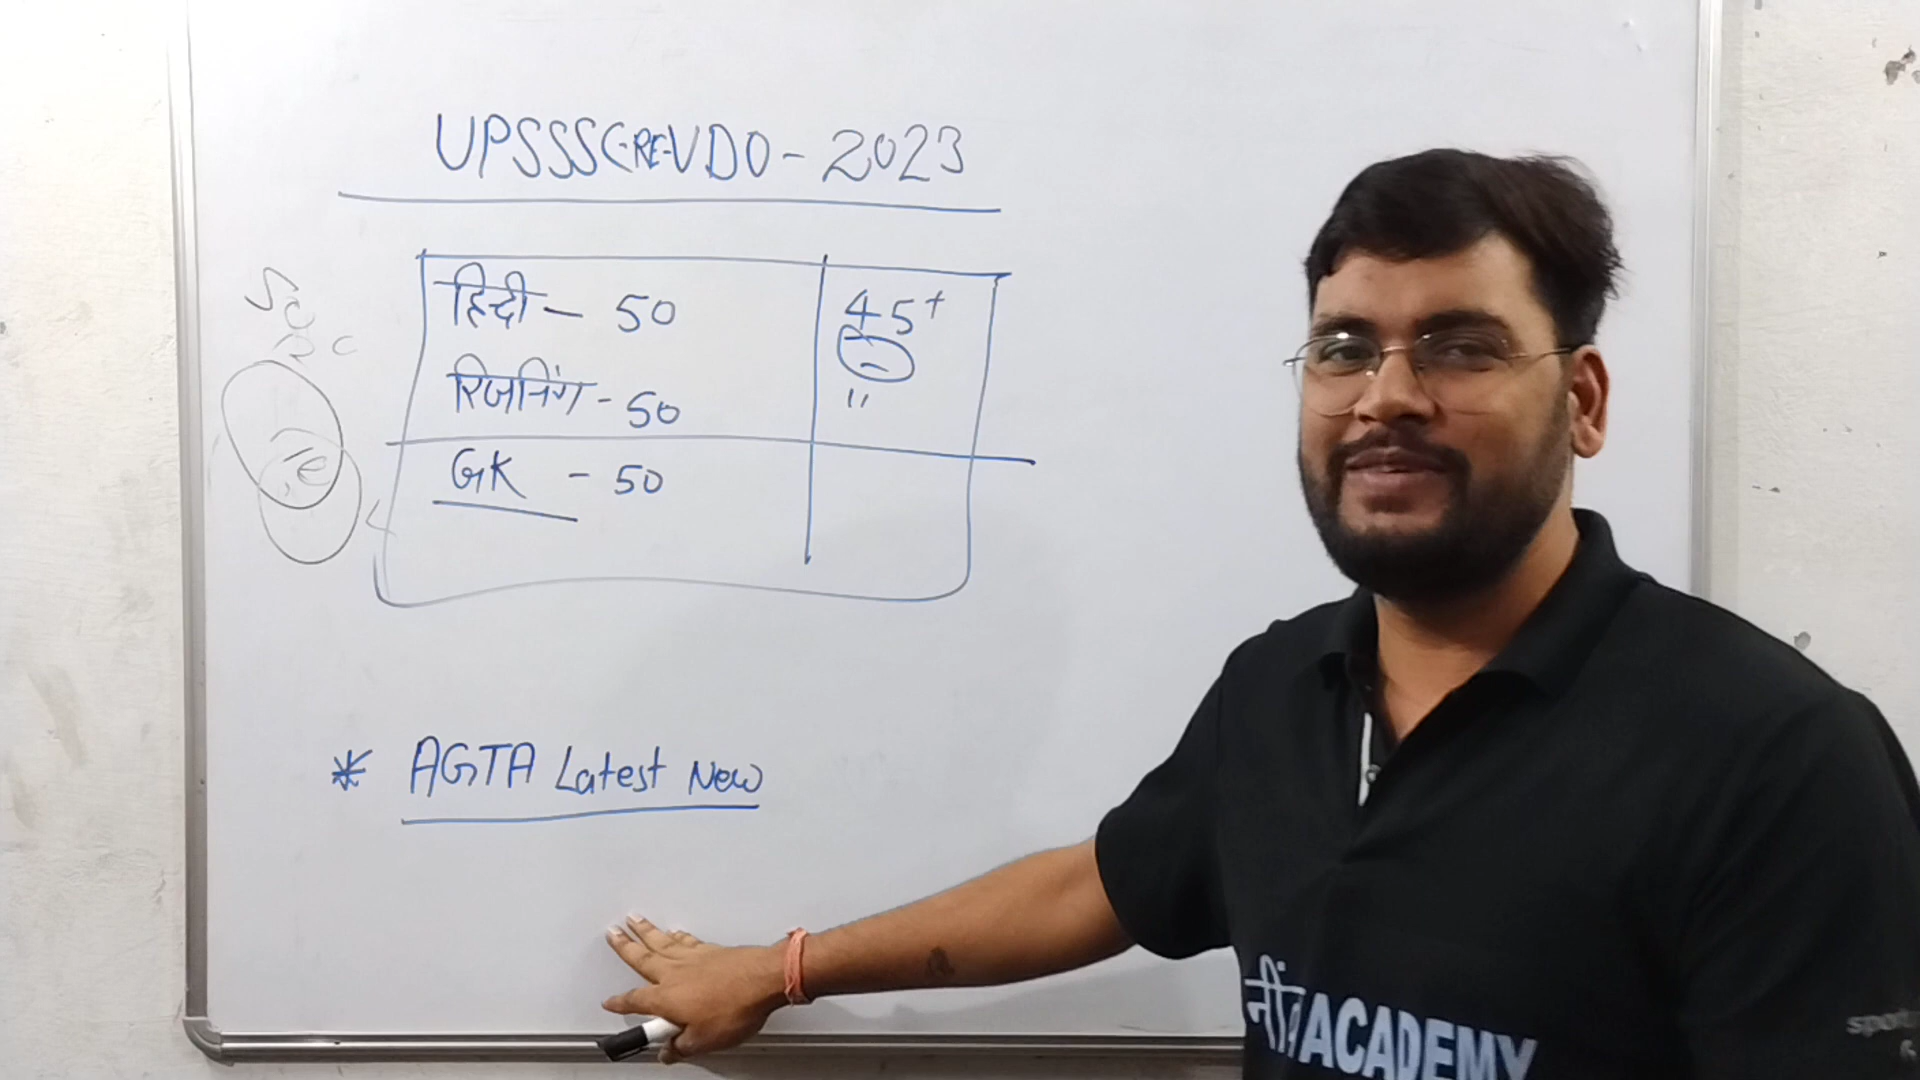 UPSSSC-RE-VDO - 2023
हिन्दी - 50
45+
रिजनिंग - 50
"
GK - 50
* AGTA Latest New
नींव ACADEMY